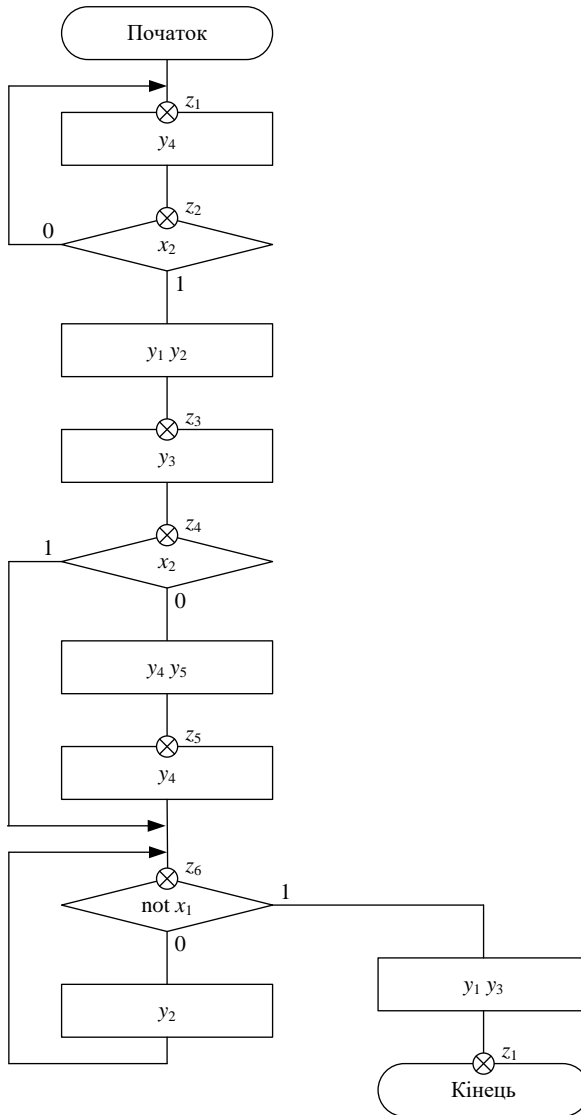 Початок
z₁
y₄
z₂
0
x₂
1
y₁ y₂
z₃
y₃
z₄
1
x₂
0
y₄ y₅
z₅
y₄
z₆
not x₁
1
0
y₂
y₁ y₃
z₁
Кінець